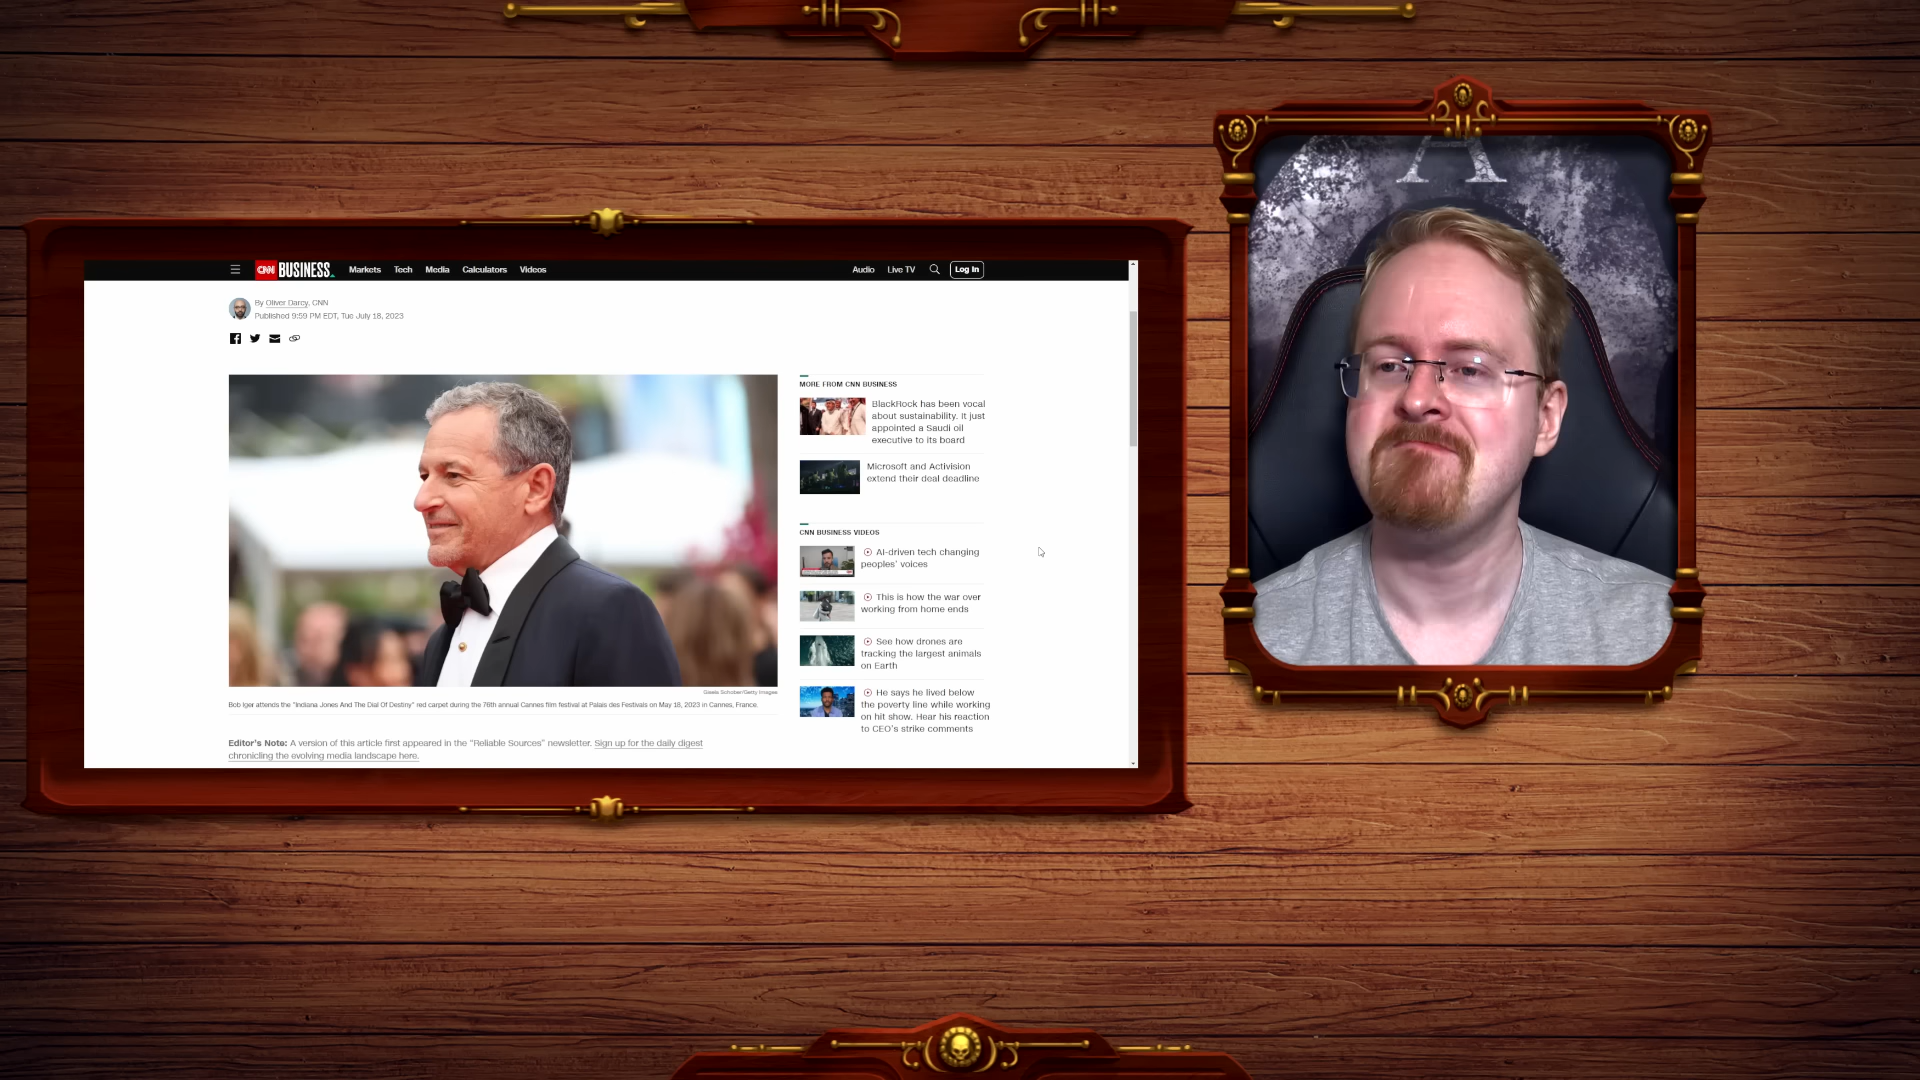 A
CNN BUSINESS
Markets
Tech
Media
Calculators
Videos
Audio
Live TV
Log In
By Oliver Darcy, CNN
Published 9:59 PM EDT, Tue July 18, 2023
Gisela Schober/Getty Images
Bob Iger attends the "Indiana Jones And The Dial Of Destiny" red carpet during the 76th annual Cannes film festival at Palais des Festivals on May 18, 2023 in Cannes, France.
Editor's Note: A version of this article first appeared in the "Reliable Sources" newsletter. Sign up for the daily digest
chronicling the evolving media landscape here.
MORE FROM CNN BUSINESS
BlackRock has been vocal
about sustainability. It just
appointed a Saudi oil
executive to its board
Microsoft and Activision
extend their deal deadline
CNN BUSINESS VIDEOS
AI-driven tech changing
peoples' voices
This is how the war over
working from home ends
See how drones are
tracking the largest animals
on Earth
He says he lived below
the poverty line while working
on hit show. Hear his reaction
to CEO's strike comments